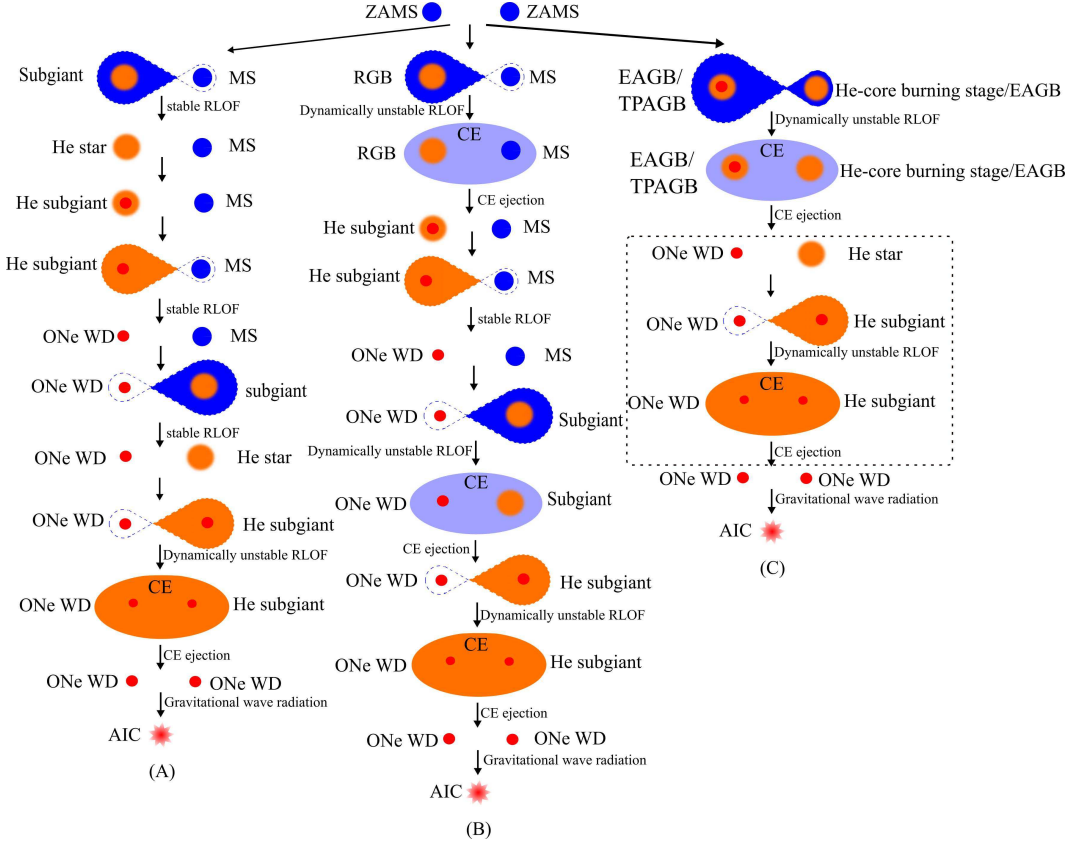 ZAMS ZAMS
Subgiant MS
stable RLOF
He star MS
He subgiant MS
He subgiant MS
stable RLOF
ONe WD MS
ONe WD subgiant
stable RLOF
ONe WD He star
ONe WD He subgiant
Dynamically unstable RLOF
CE
ONe WD He subgiant
CE ejection
ONe WD ONe WD
Gravitational wave radiation
AIC
(A)
RGB MS
Dynamically unstable RLOF
CE
RGB MS
CE ejection
He subgiant MS
He subgiant MS
stable RLOF
ONe WD MS
ONe WD Subgiant
Dynamically unstable RLOF
CE
ONe WD Subgiant
CE ejection
ONe WD He subgiant
Dynamically unstable RLOF
CE
ONe WD He subgiant
CE ejection
ONe WD ONe WD
Gravitational wave radiation
AIC
(B)
EAGB/
TPAGB He-core burning stage/EAGB
Dynamically unstable RLOF
CE
EAGB/
TPAGB He-core burning stage/EAGB
CE ejection
ONe WD He star
ONe WD He subgiant
Dynamically unstable RLOF
CE
ONe WD He subgiant
CE ejection
ONe WD ONe WD
Gravitational wave radiation
AIC
(C)